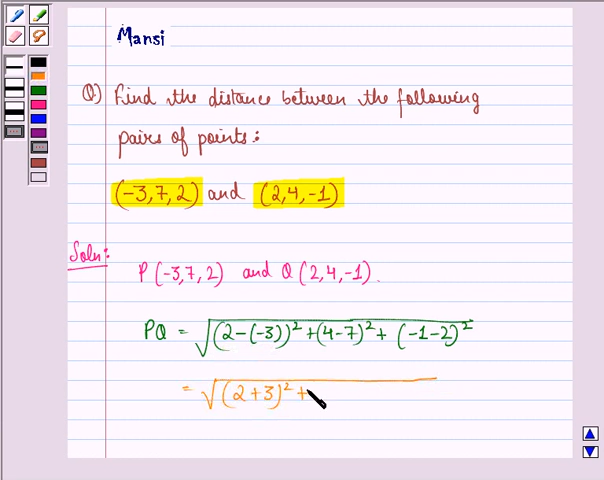 Mansi
Q) Find the distance between the following
pairs of points:
(-3,7,2) and (2,4,-1)
Soln:
P(-3,7,2) and Q(2,4,-1).
PQ = √((2-(-3))² + (4-7)² + (-1-2)²
= √((2+3)² +